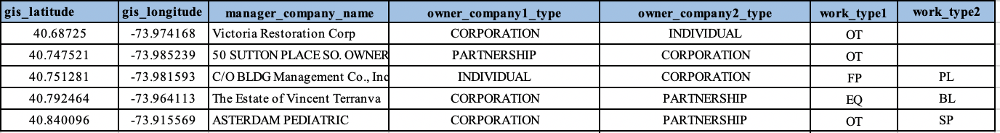 gis_latitude gis_longitude manager_company_name owner_company1_type owner_company2_type work_type1 work_type2
40.68725 -73.974168 Victoria Restoration Corp CORPORATION INDIVIDUAL OT
40.747521 -73.985239 50 SUTTON PLACE SO. OWNER PARTNERSHIP CORPORATION OT
40.751281 -73.981593 C/O BLDG Management Co., Inc INDIVIDUAL CORPORATION FP PL
40.792464 -73.964113 The Estate of Vincent Terranva CORPORATION PARTNERSHIP EQ BL
40.840096 -73.915569 ASTERDAM PEDIATRIC CORPORATION PARTNERSHIP OT SP